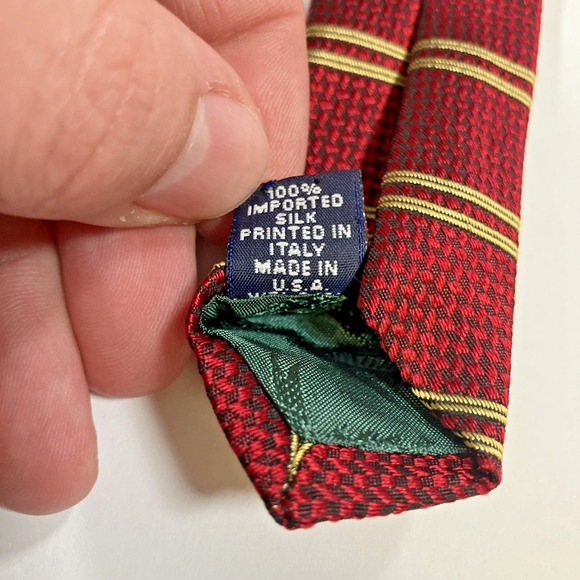 100%
IMPORTED
SILK
PRINTED IN
ITALY
MADE IN
U.S.A.